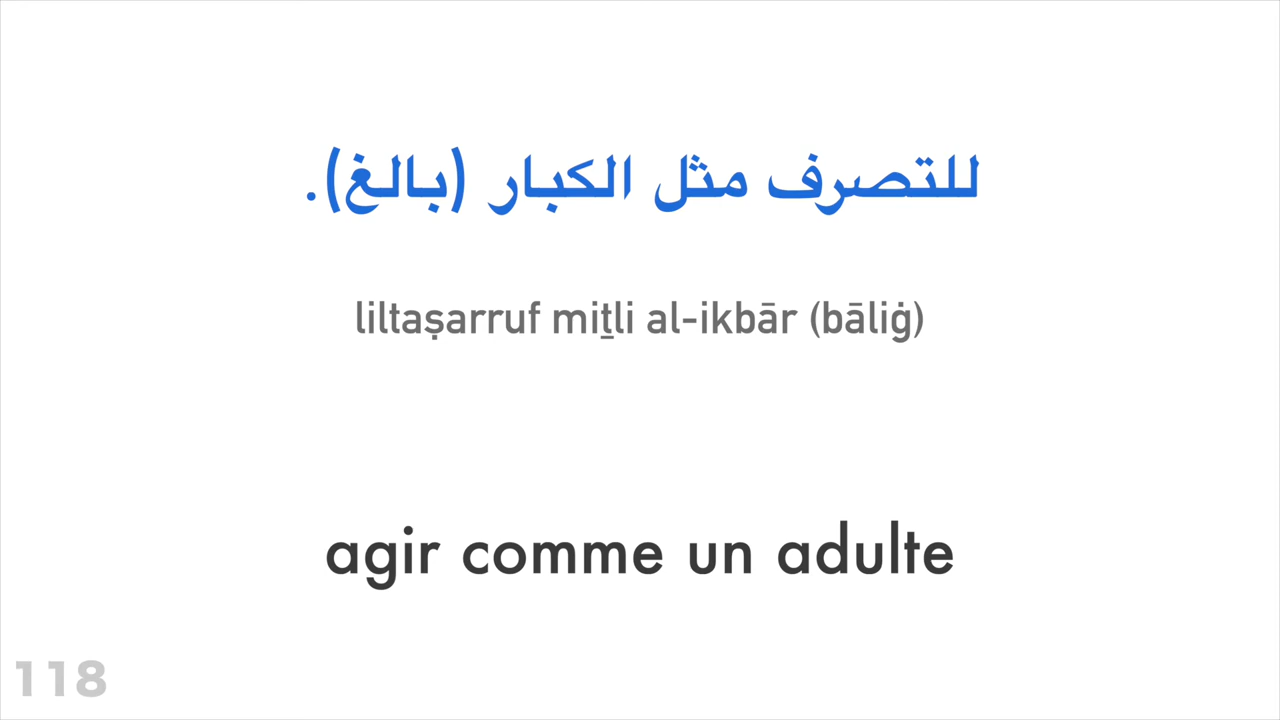 للتصرف مثل الكبار (بالغ).
liltaṣarruf miṯli al-ikbār (bāliġ)
agir comme un adulte
118